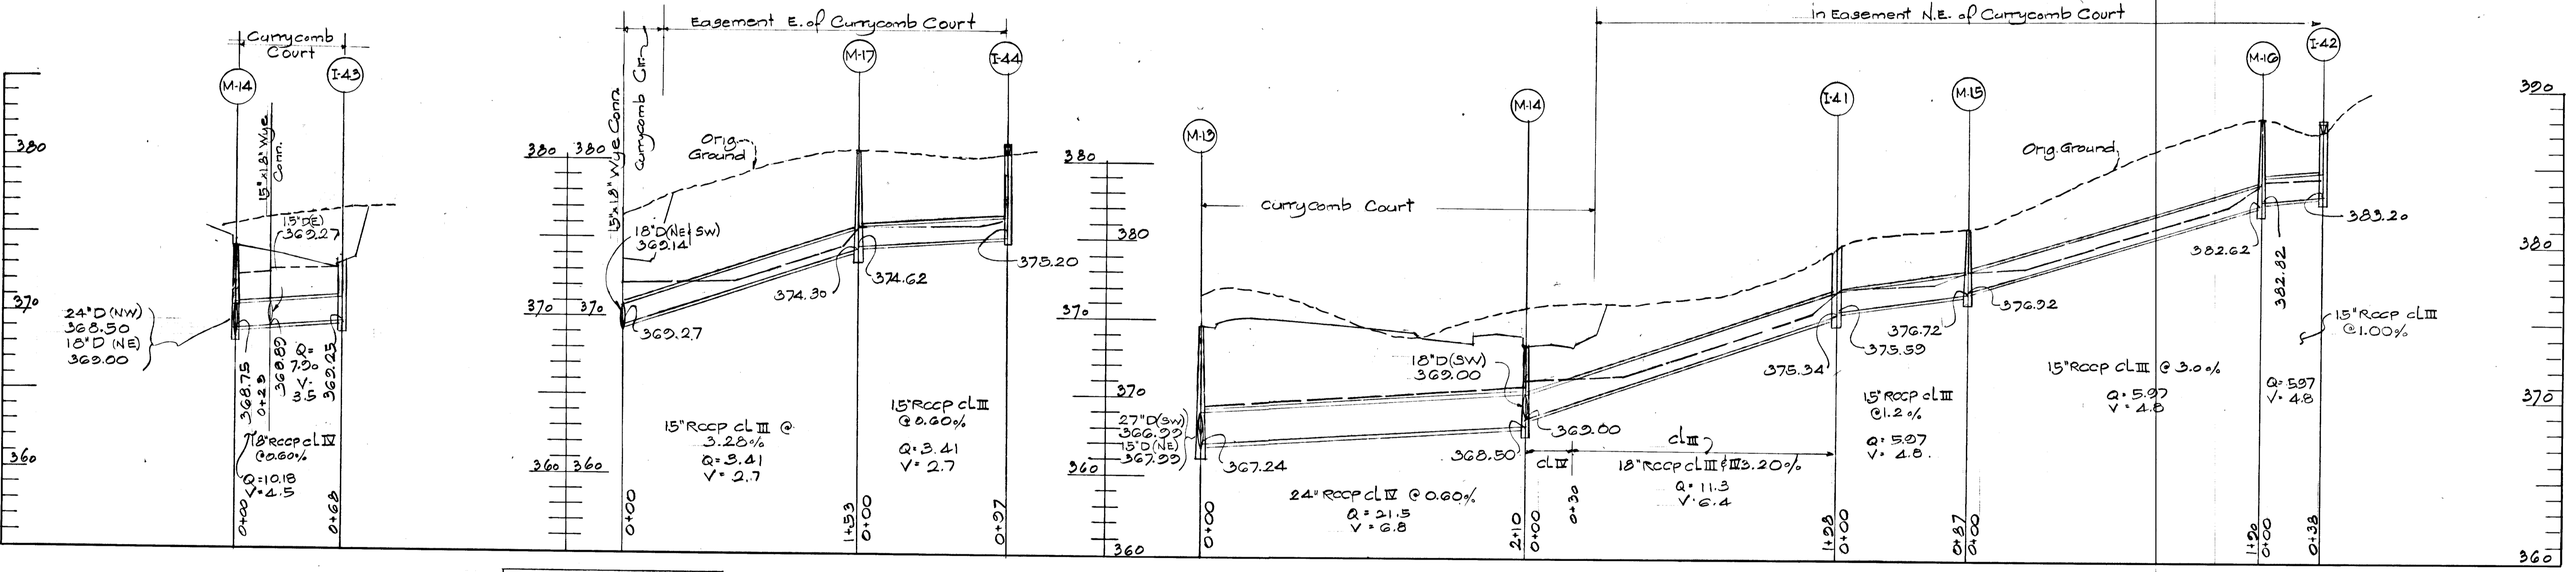 Currycomb
Court
M-14
I-43
15"x18" Wye
Conn.
380
15"D(E)
369.27
370
24"D (NW)
368.50
18"D (NE)
369.00
368.75
0+29
368.89
Q=
7.90
V=
3.5
369.25
18"RCCP CL IV
@0.60%
Q=10.18
V=4.5
360
0+00
0+68
Easement E. of Currycomb Court
Currycomb Cir.
15"x18" Wye Conn.
M-17
I-44
380 380
Orig.
Ground
18"D(NE & SW)
369.14
370 370
369.27
374.30
374.62
375.20
15"RCCP CL III @
3.28%
Q=3.41
V=2.7
15"RCCP CL III
@0.60%
Q=3.41
V=2.7
360 360
0+00
1+53
0+00
0+97
In Easement N.E. of Currycomb Court
Currycomb Court
M-13
M-14
I-41
M-15
M-16
I-42
390
380
380
370
370
360
360
Orig. Ground
27"D(SW)
366.99
15"D(NE)
367.99
367.24
18"D(SW)
369.00
368.50
369.00
375.34
375.59
376.72
376.92
382.62
382.82
383.20
24" RCCP CL IV @ 0.60%
Q=21.5
V=6.8
CL IV
CL III
18"RCCP CL III & IV 3.20%
Q=11.3
V=6.4
15"RCCP CL III
@1.2%
Q=5.97
V=4.8
15"RCCP CL III @ 3.0%
Q=5.97
V=4.8
15"RCCP CL III
@1.00%
Q=5.97
V=4.8
380
370
360
0+00
2+10
0+00
0+30
1+98
0+00
0+87
0+00
1+90
0+00
0+38